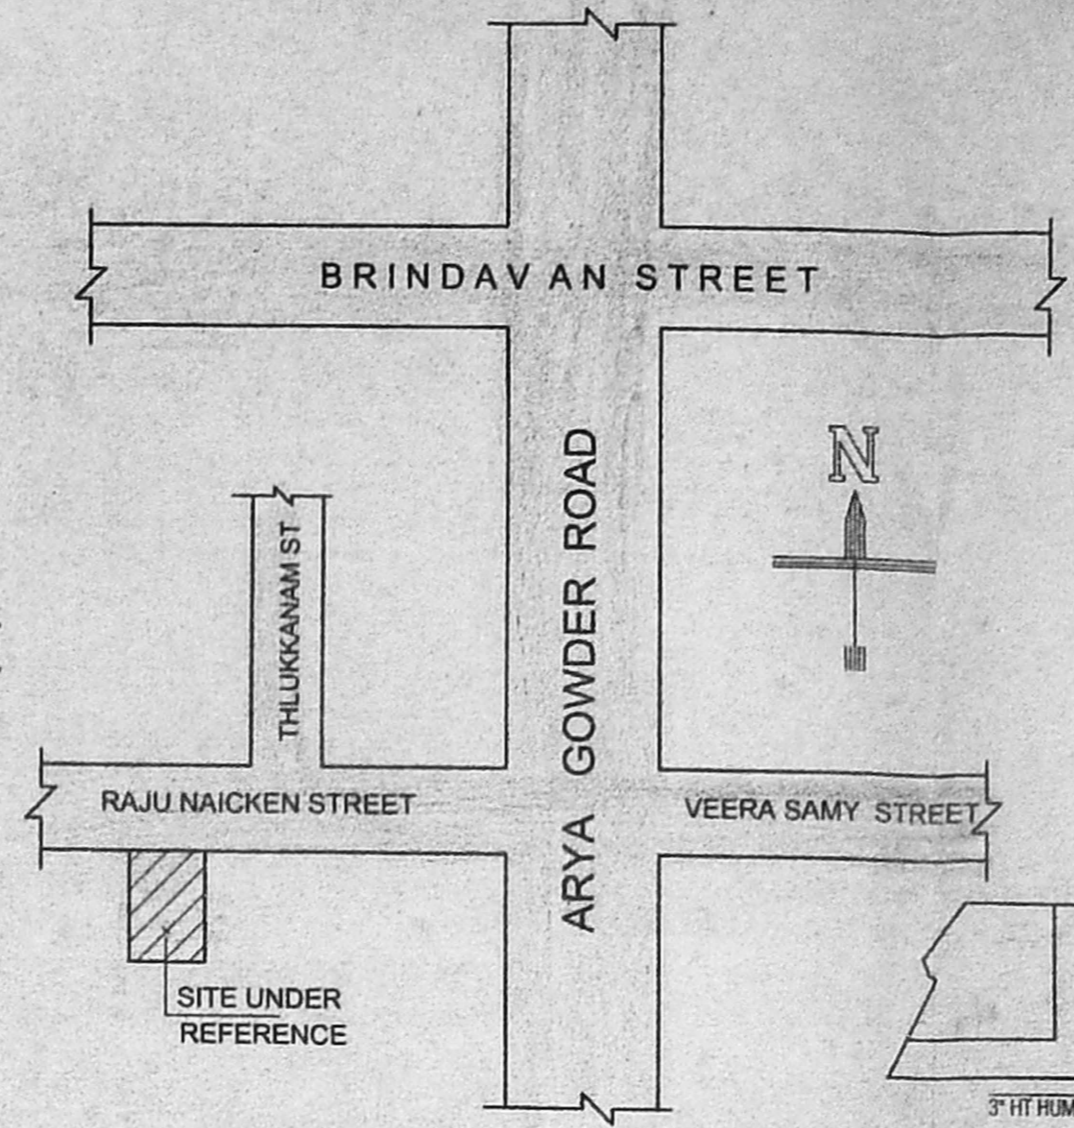 BRINDAVAN STREET
N
THLUKKANAM ST
ARYA GOWDER ROAD
RAJU NAICKEN STREET
VEERA SAMY STREET
SITE UNDER
REFERENCE
3" HT HUM